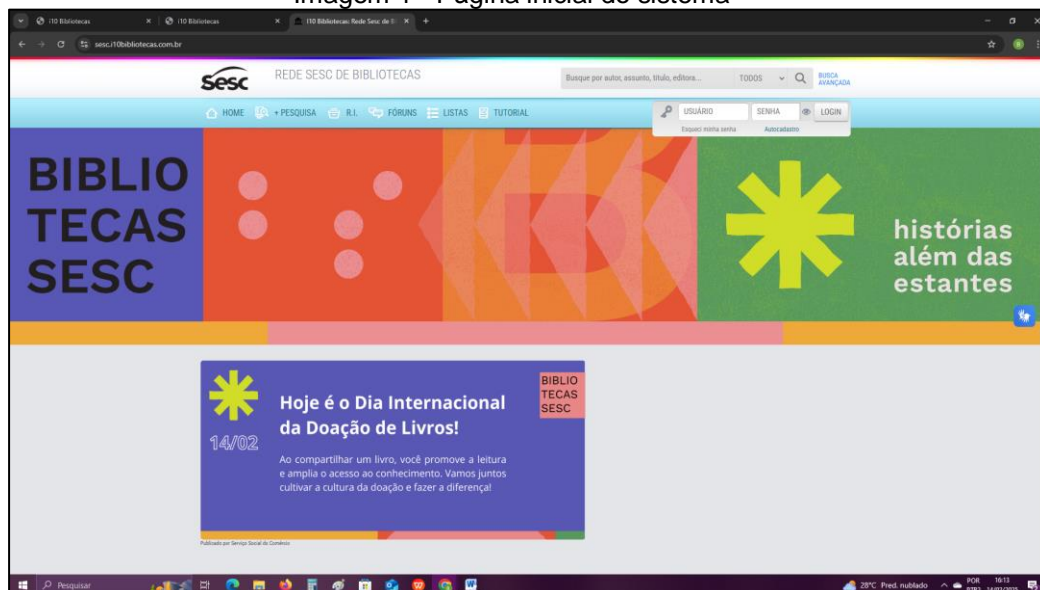 Imagem 1 - Página inicial do sistema
i10 Bibliotecas
i10 Bibliotecas
i10 Bibliotecas: Rede Sesc de Bi
sesc.i10bibliotecas.com.br
Sesc
REDE SESC DE BIBLIOTECAS
Busque por autor, assunto, título, editora...
TODOS
BUSCA
AVANÇADA
HOME
+ PESQUISA
R.I.
FÓRUNS
LISTAS
TUTORIAL
USUÁRIO
SENHA
LOGIN
Esqueci minha senha
Autocadastro
BIBLIO
TECAS
SESC
histórias
além das
estantes
14/02
Hoje é o Dia Internacional
da Doação de Livros!
Ao compartilhar um livro, você promove a leitura
e amplia o acesso ao conhecimento. Vamos juntos
cultivar a cultura da doação e fazer a diferença!
BIBLIO
TECAS
SESC
Publicado por Serviço Social do Comércio
Pesquisar
28°C Pred. nublado
POR
PTB2
16:13
14/02/2025